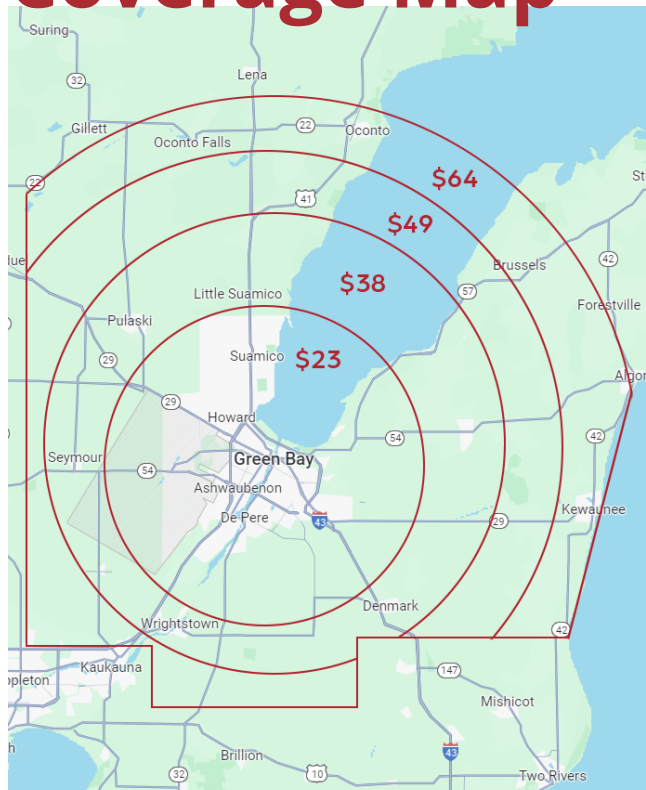 Coverage Map
Suring
32
Lena
Gillett
22
Oconto
Oconto Falls
22
$64
41
$49
Brussels
42
$38
57
Little Suamico
Forestville
Pulaski
Suamico
$23
29
29
Howard
54
42
Seymour
Green Bay
54
Ashwaubenon
De Pere
43
29
Kewaunee
Denmark
Wrightstown
42
Kaukauna
147
Mishicot
43
Brillion
32
10
Two Rivers